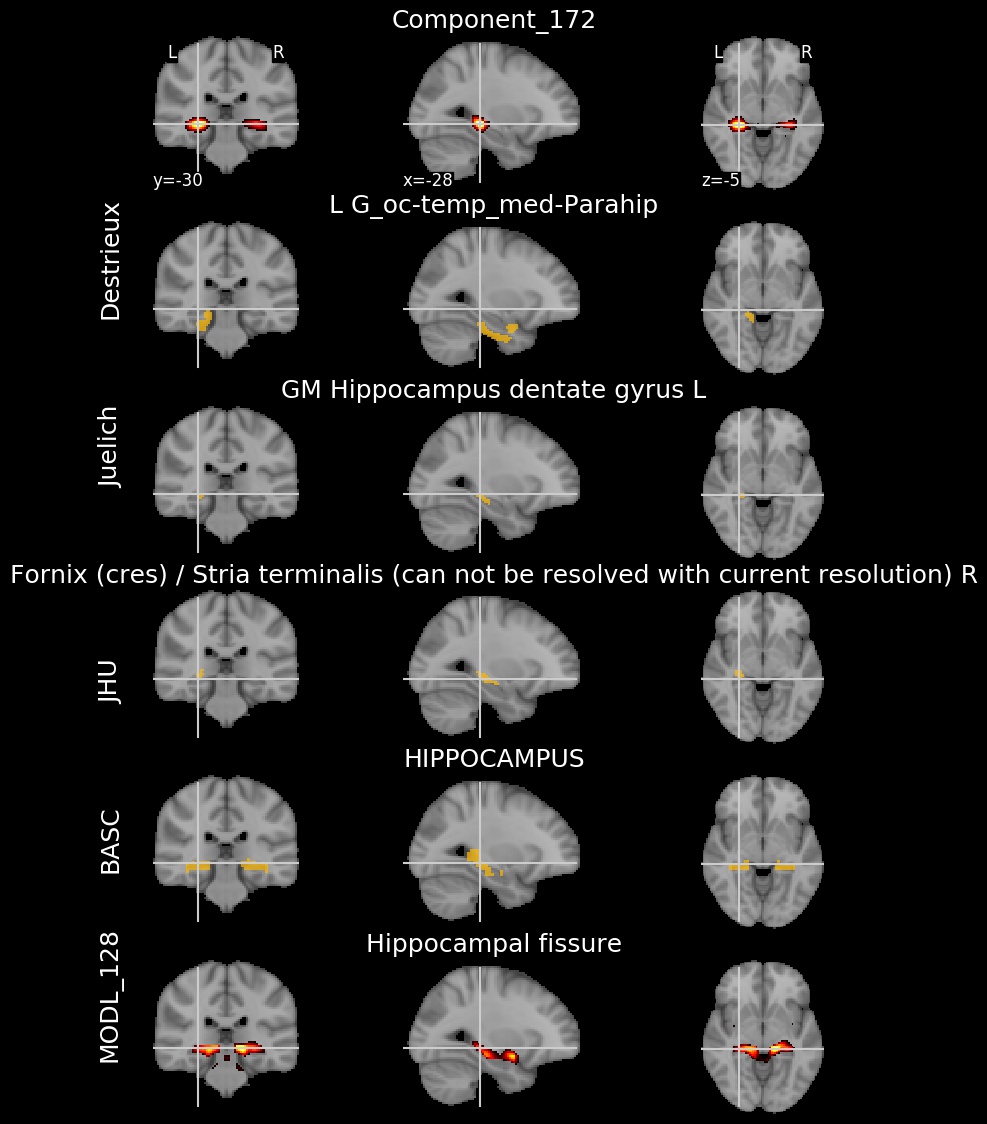 Component_172
L R L R
y=-30 x=-28 z=-5
L G_oc-temp_med-Parahip
Destrieux
GM Hippocampus dentate gyrus L
Juelich
Fornix (cres) / Stria terminalis (can not be resolved with current resolution) R
JHU
HIPPOCAMPUS
BASC
Hippocampal fissure
MODL_128